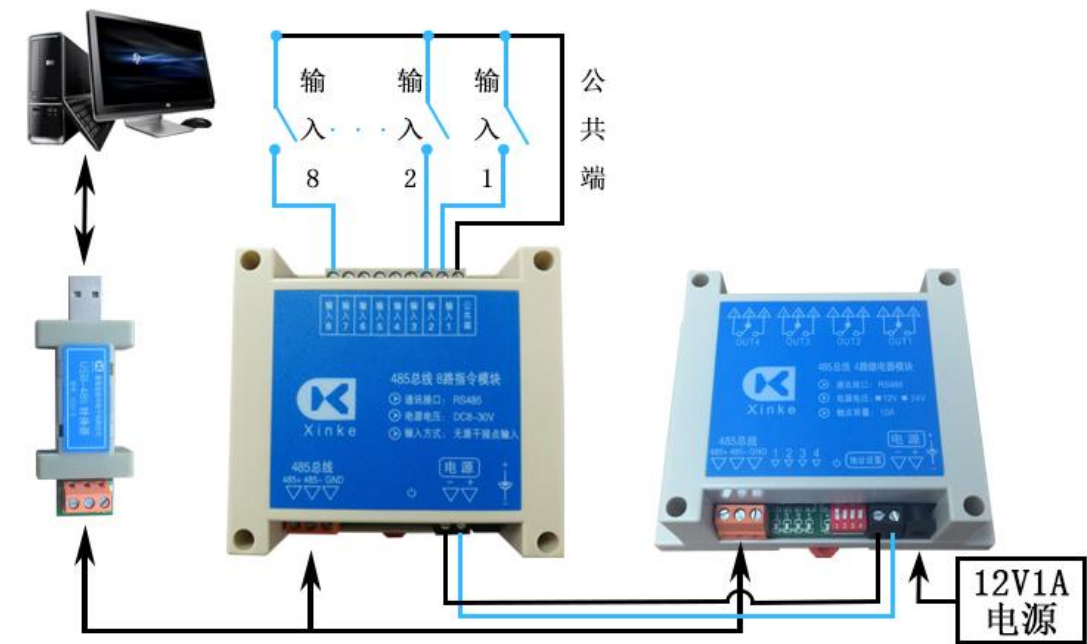 输入8
输入2
输入1
公共端
输入8
输入7
输入6
输入5
输入4
输入3
输入2
输入1
公共端
485总线 8路指令模块
通讯接口: RS485
电源电压: DC8-30V
输入方式: 无源干接点输入
Xinke
485总线
485+ 485- GND
电源
- +
USB-485 转换器
OUT4 OUT3 OUT2 OUT1
485总线 4路继电器模块
通讯接口: RS485
电源电压: ■12V ■24V
触点容量: 10A
Xinke
485总线
485+ 485- GND
1 2 3 4
地址设置
电源
- +
12V1A
电源